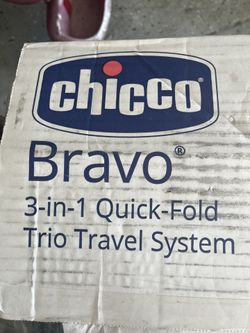 chicco
Bravo®
3-in-1 Quick-Fold
Trio Travel System